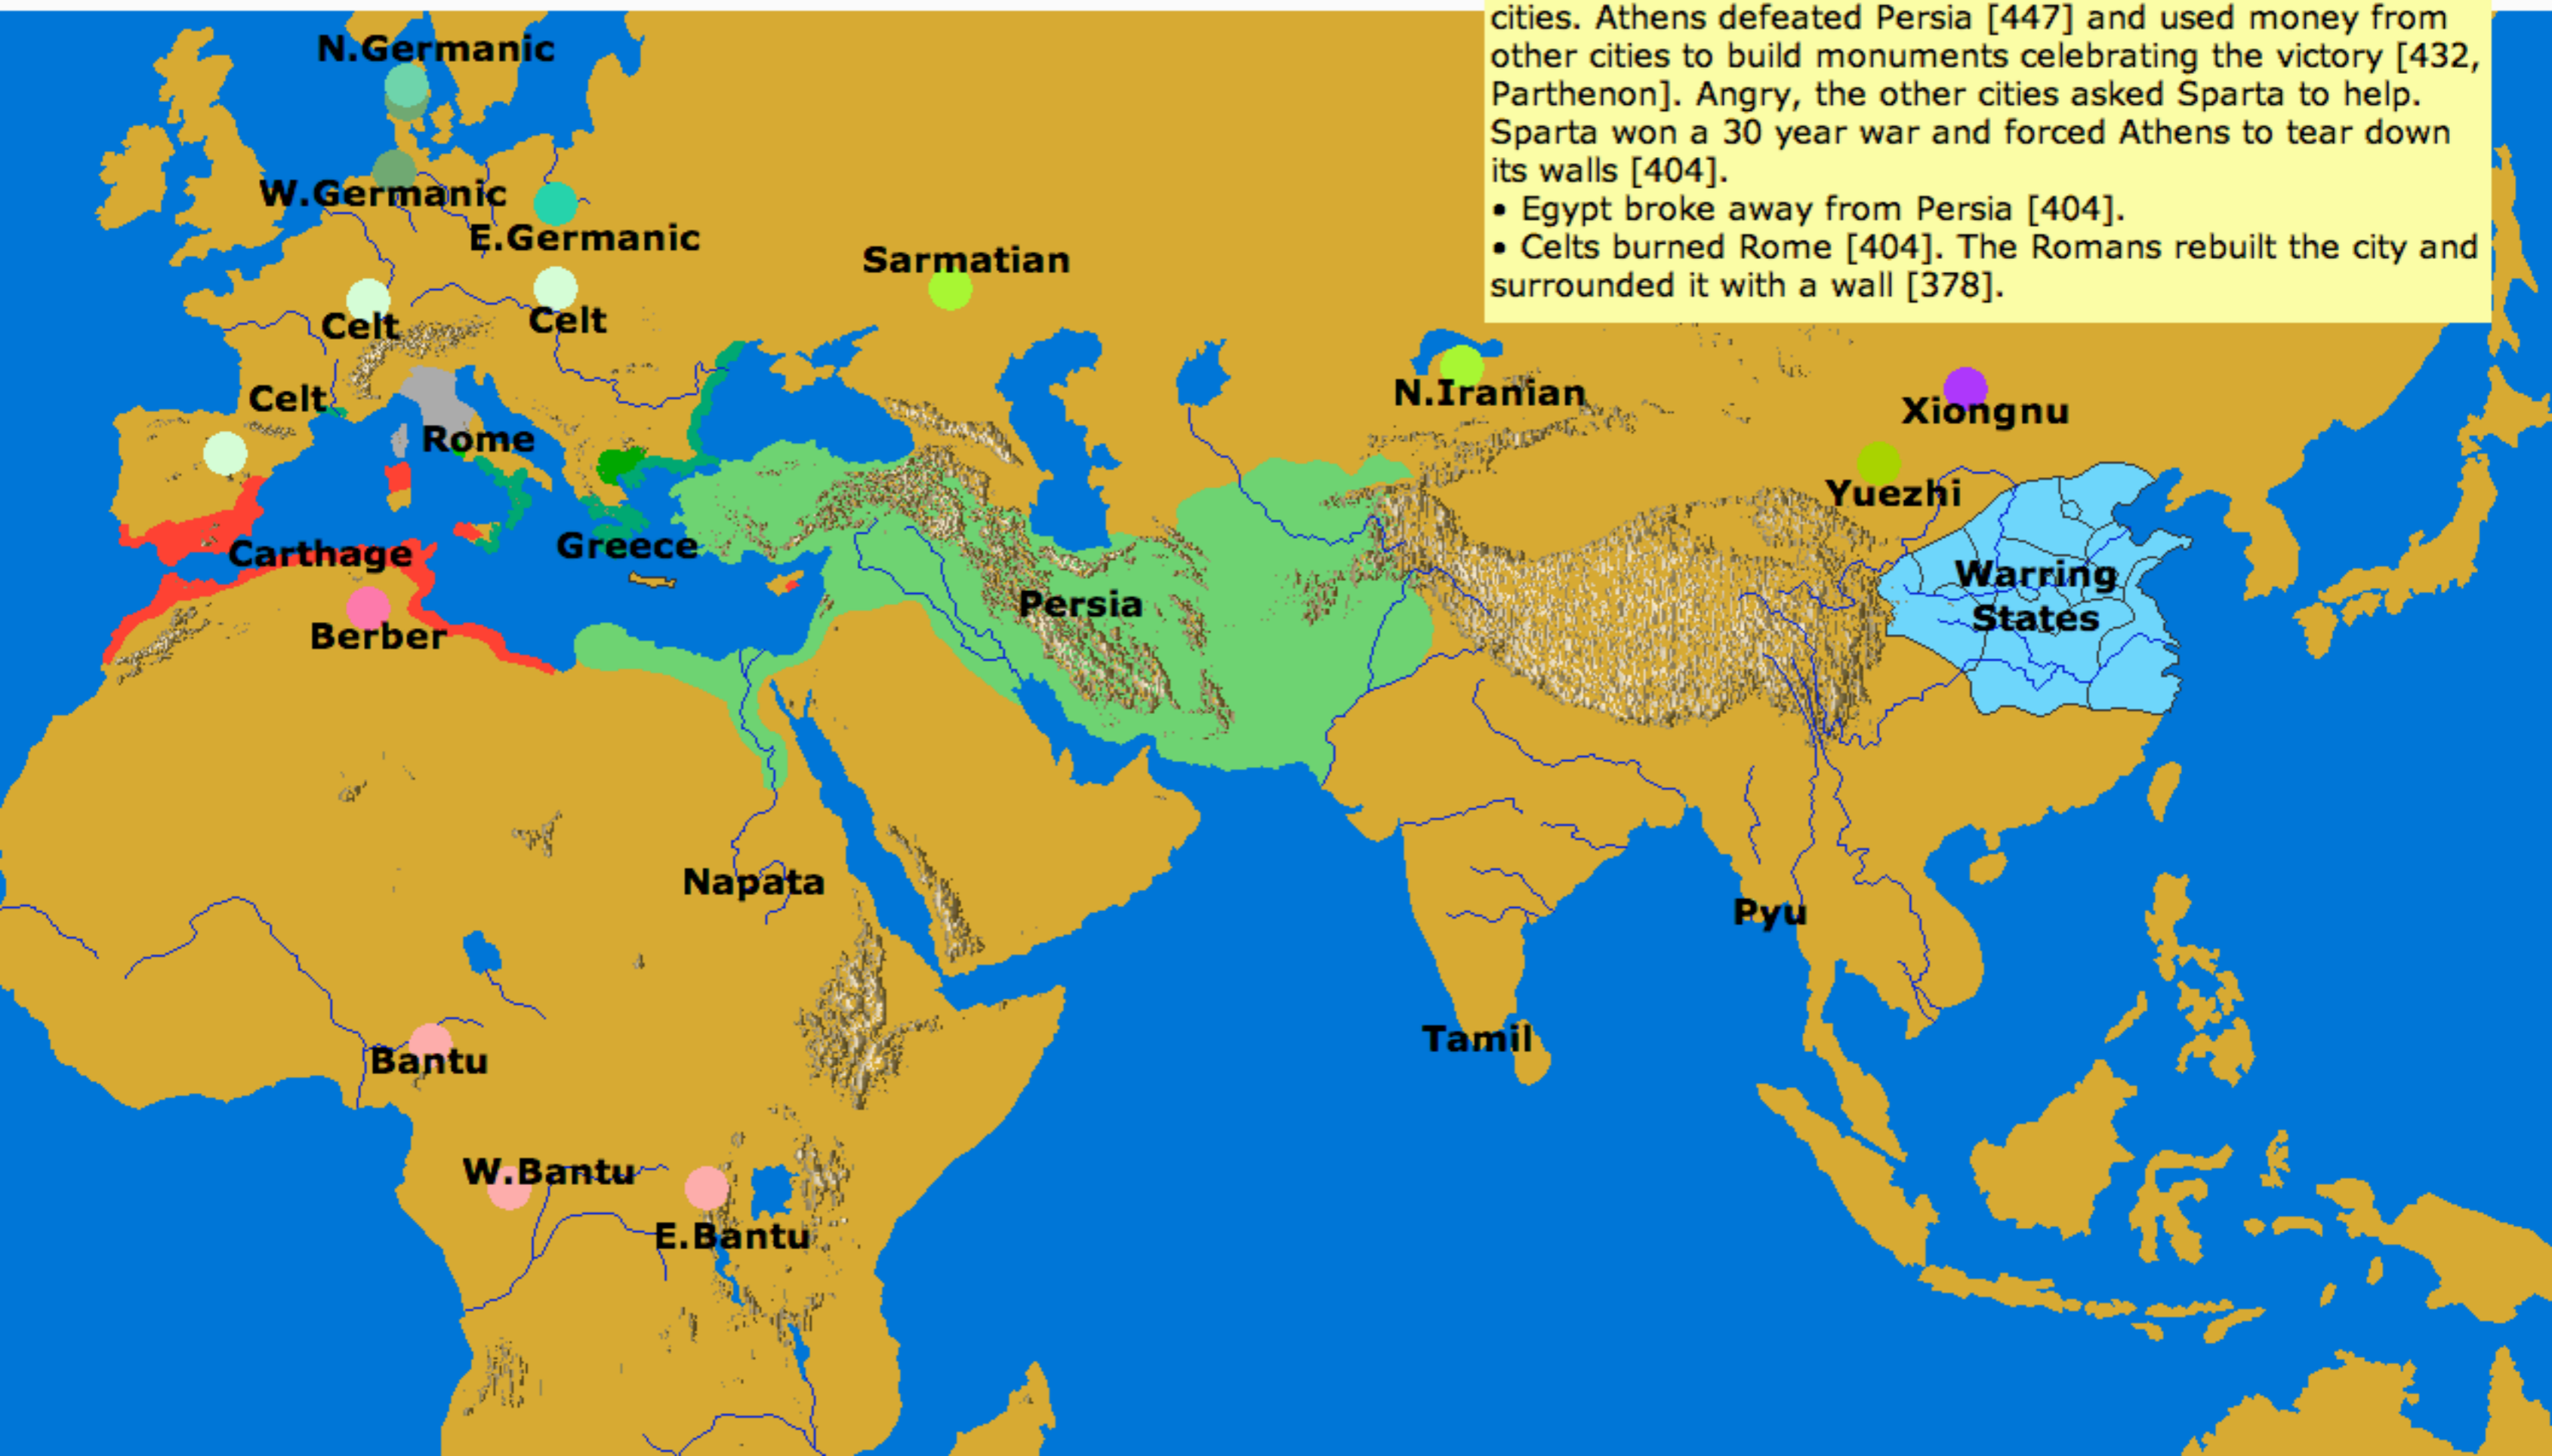 cities. Athens defeated Persia [447] and used money from
other cities to build monuments celebrating the victory [432,
Parthenon]. Angry, the other cities asked Sparta to help.
Sparta won a 30 year war and forced Athens to tear down
its walls [404].
• Egypt broke away from Persia [404].
• Celts burned Rome [404]. The Romans rebuilt the city and
surrounded it with a wall [378].
N.Germanic
W.Germanic
E.Germanic
Sarmatian
Celt
Celt
Celt
N.Iranian
Xiongnu
Rome
Yuezhi
Carthage
Greece
Warring
States
Persia
Berber
Napata
Pyu
Tamil
Bantu
W.Bantu
E.Bantu